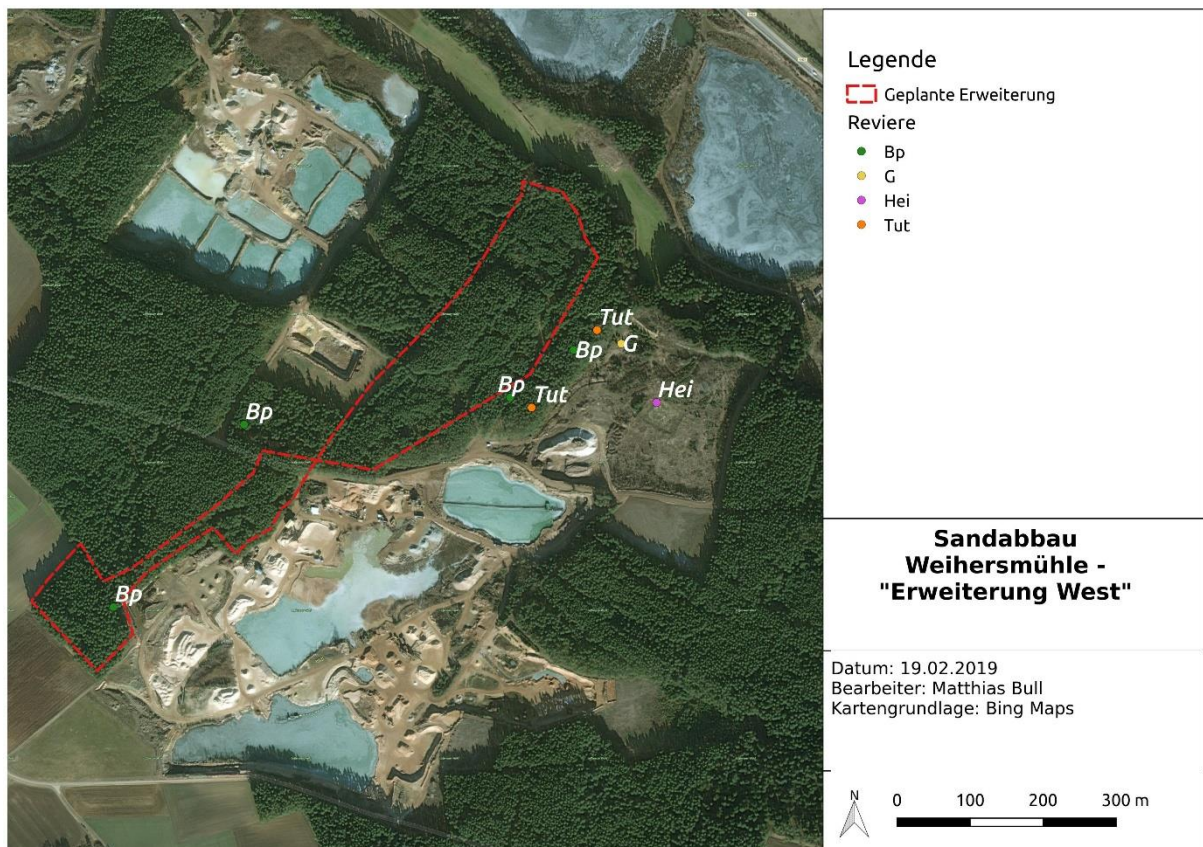 Legende
Geplante Erweiterung
Reviere
Bp
G
Hei
Tut
Tut
Bp
G
Bp
Tut
Hei
Bp
Bp
Sandabbau
Weihersmühle -
"Erweiterung West"
Datum: 19.02.2019
Bearbeiter: Matthias Bull
Kartengrundlage: Bing Maps
N
0 100 200 300 m